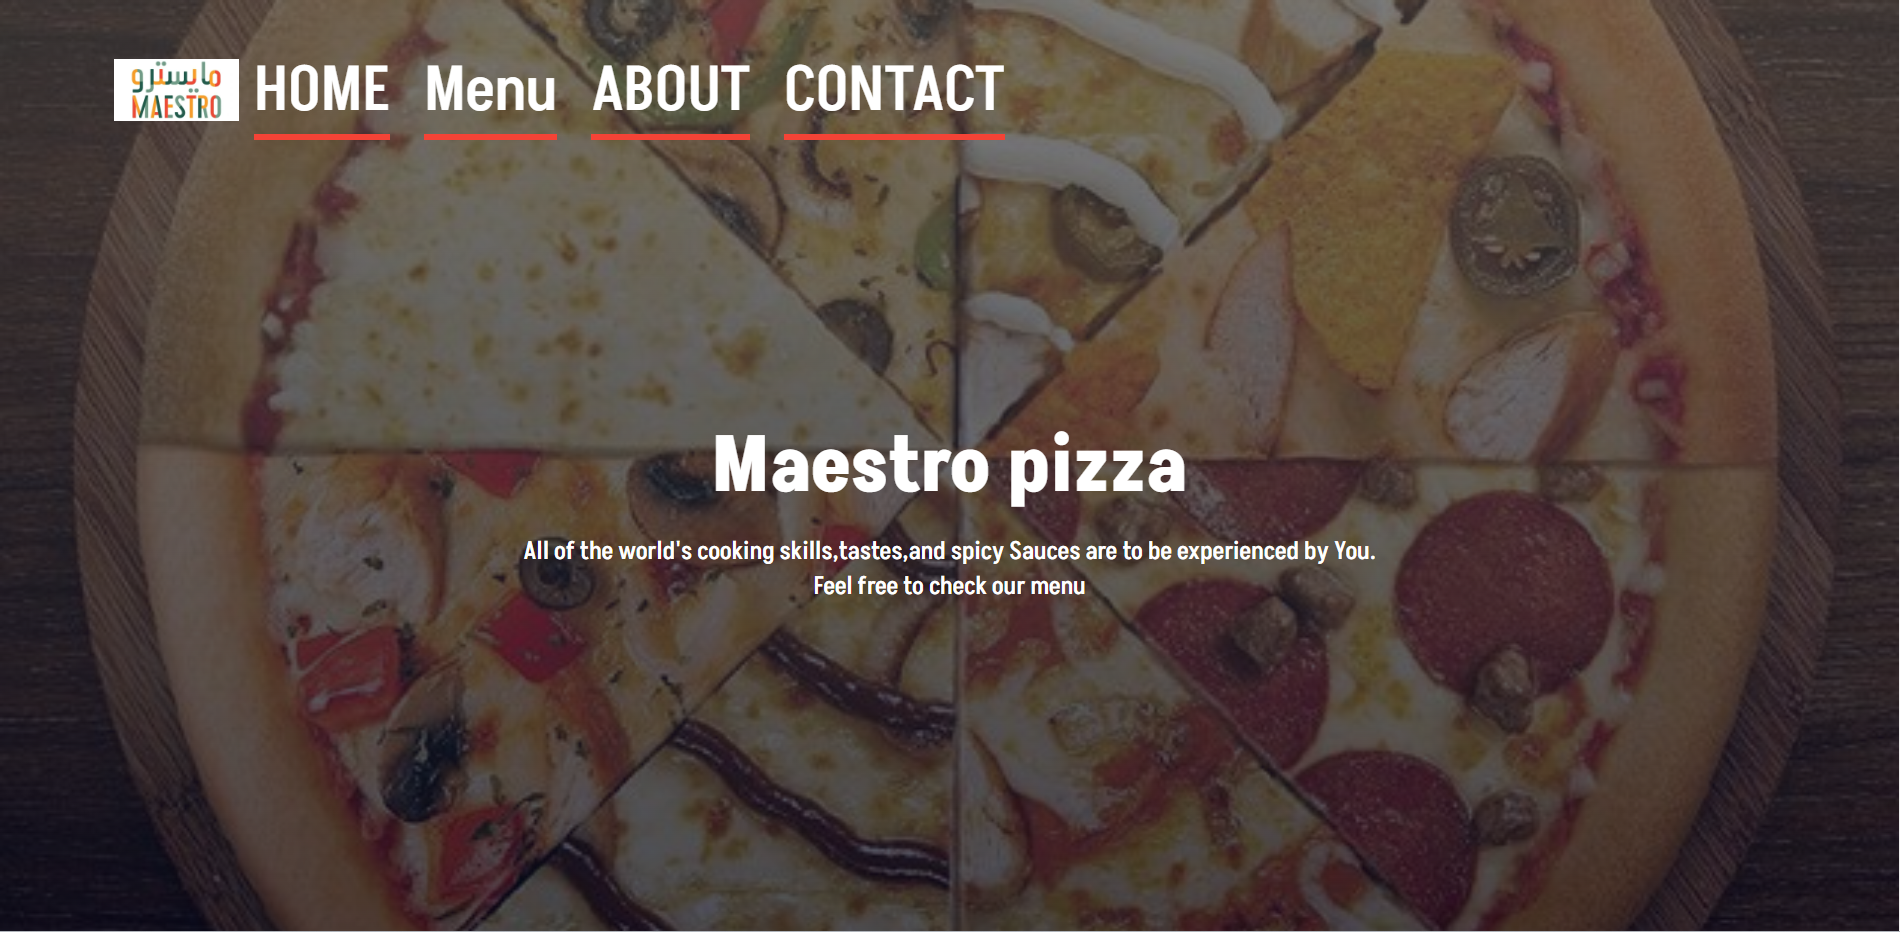 مايسترو
MAESTRO
HOME Menu ABOUT CONTACT
Maestro pizza
All of the world's cooking skills,tastes,and spicy Sauces are to be experienced by You.
Feel free to check our menu